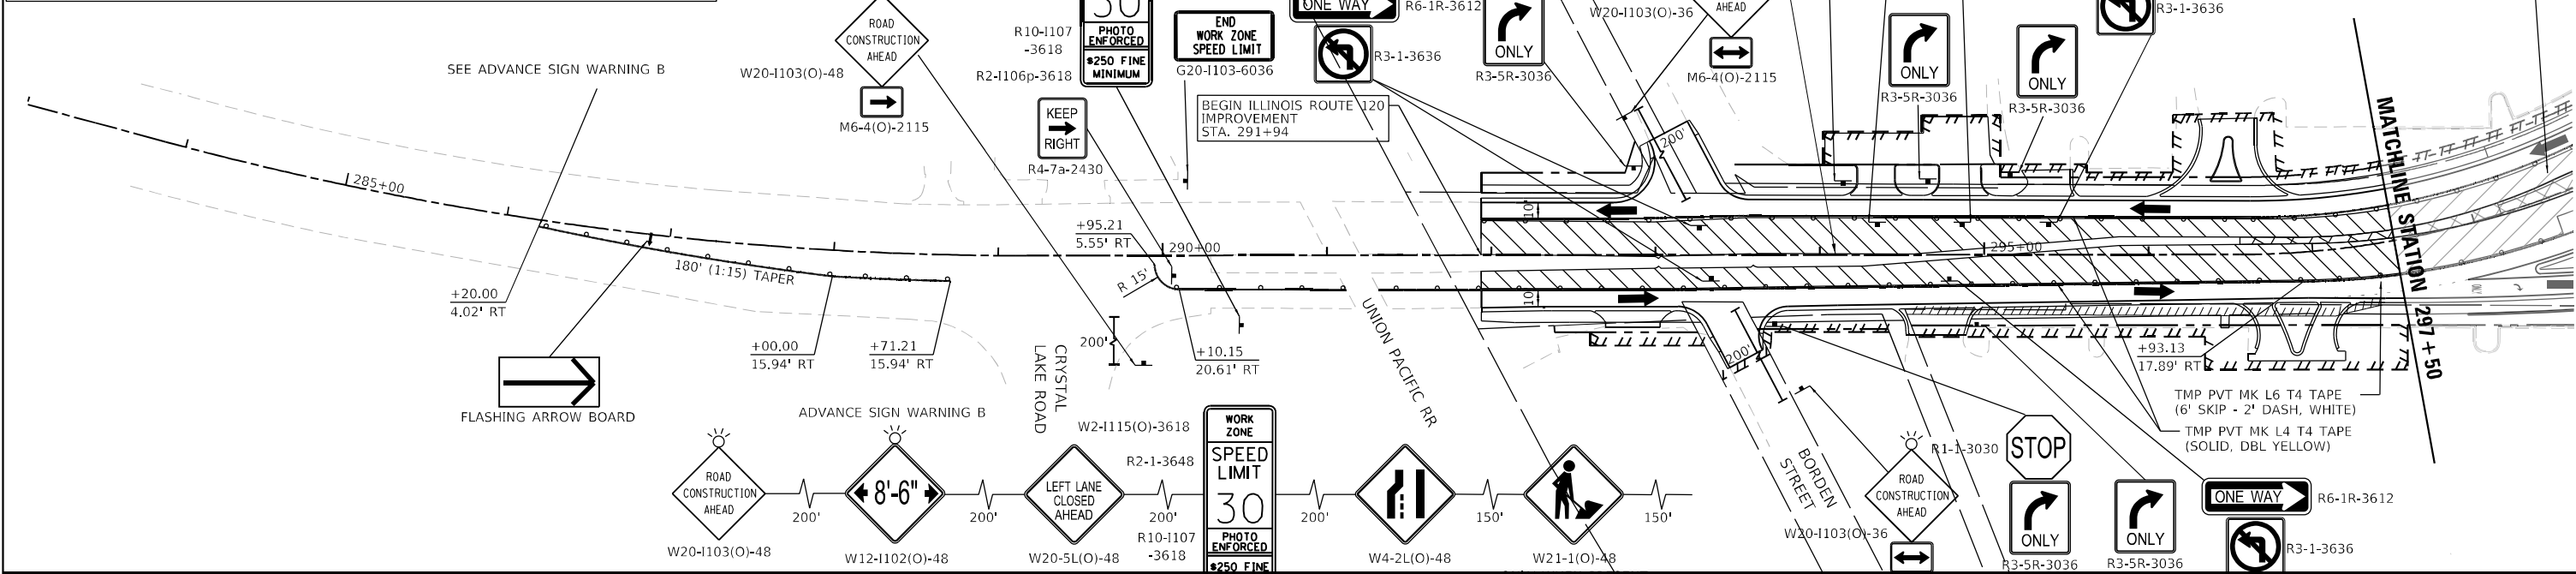 ROAD
CONSTRUCTION
AHEAD
W20-I103(O)-48
M6-4(O)-2115
30
PHOTO
ENFORCED
$250 FINE
MINIMUM
R10-I107
-3618
R2-I106p-3618
END
WORK ZONE
SPEED LIMIT
G20-I103-6036
ONE WAY
R6-1R-3612
R3-1-3636
ONLY
R3-5R-3036
W20-I103(O)-36
AHEAD
M6-4(O)-2115
ONLY
R3-5R-3036
ONLY
R3-5R-3036
R3-1-3636
SEE ADVANCE SIGN WARNING B
KEEP
RIGHT
R4-7a-2430
BEGIN ILLINOIS ROUTE 120
IMPROVEMENT
STA. 291+94
200'
MATCHLINE STATION 297+50
285+00
+95.21
5.55' RT
290+00
295+00
10'
10'
180' (1:15) TAPER
R 15'
+20.00
4.02' RT
+00.00
15.94' RT
+71.21
15.94' RT
200'
+10.15
20.61' RT
UNION PACIFIC RR
200'
+93.13
17.89' RT
CRYSTAL
LAKE ROAD
FLASHING ARROW BOARD
TMP PVT MK L6 T4 TAPE
(6' SKIP - 2' DASH, WHITE)
TMP PVT MK L4 T4 TAPE
(SOLID, DBL YELLOW)
ADVANCE SIGN WARNING B
ROAD
CONSTRUCTION
AHEAD
W20-I103(O)-48
200'
8'-6"
W12-I102(O)-48
200'
LEFT LANE
CLOSED
AHEAD
W20-5L(O)-48
200'
W2-I115(O)-3618
R2-1-3648
R10-I107
-3618
WORK
ZONE
SPEED
LIMIT
30
PHOTO
ENFORCED
$250 FINE
200'
W4-2L(O)-48
150'
W21-1(O)-48
150'
BORDEN
STREET
ROAD
CONSTRUCTION
AHEAD
W20-I103(O)-36
R1-1-3030
STOP
ONLY
R3-5R-3036
ONLY
R3-5R-3036
ONE WAY
R6-1R-3612
R3-1-3636